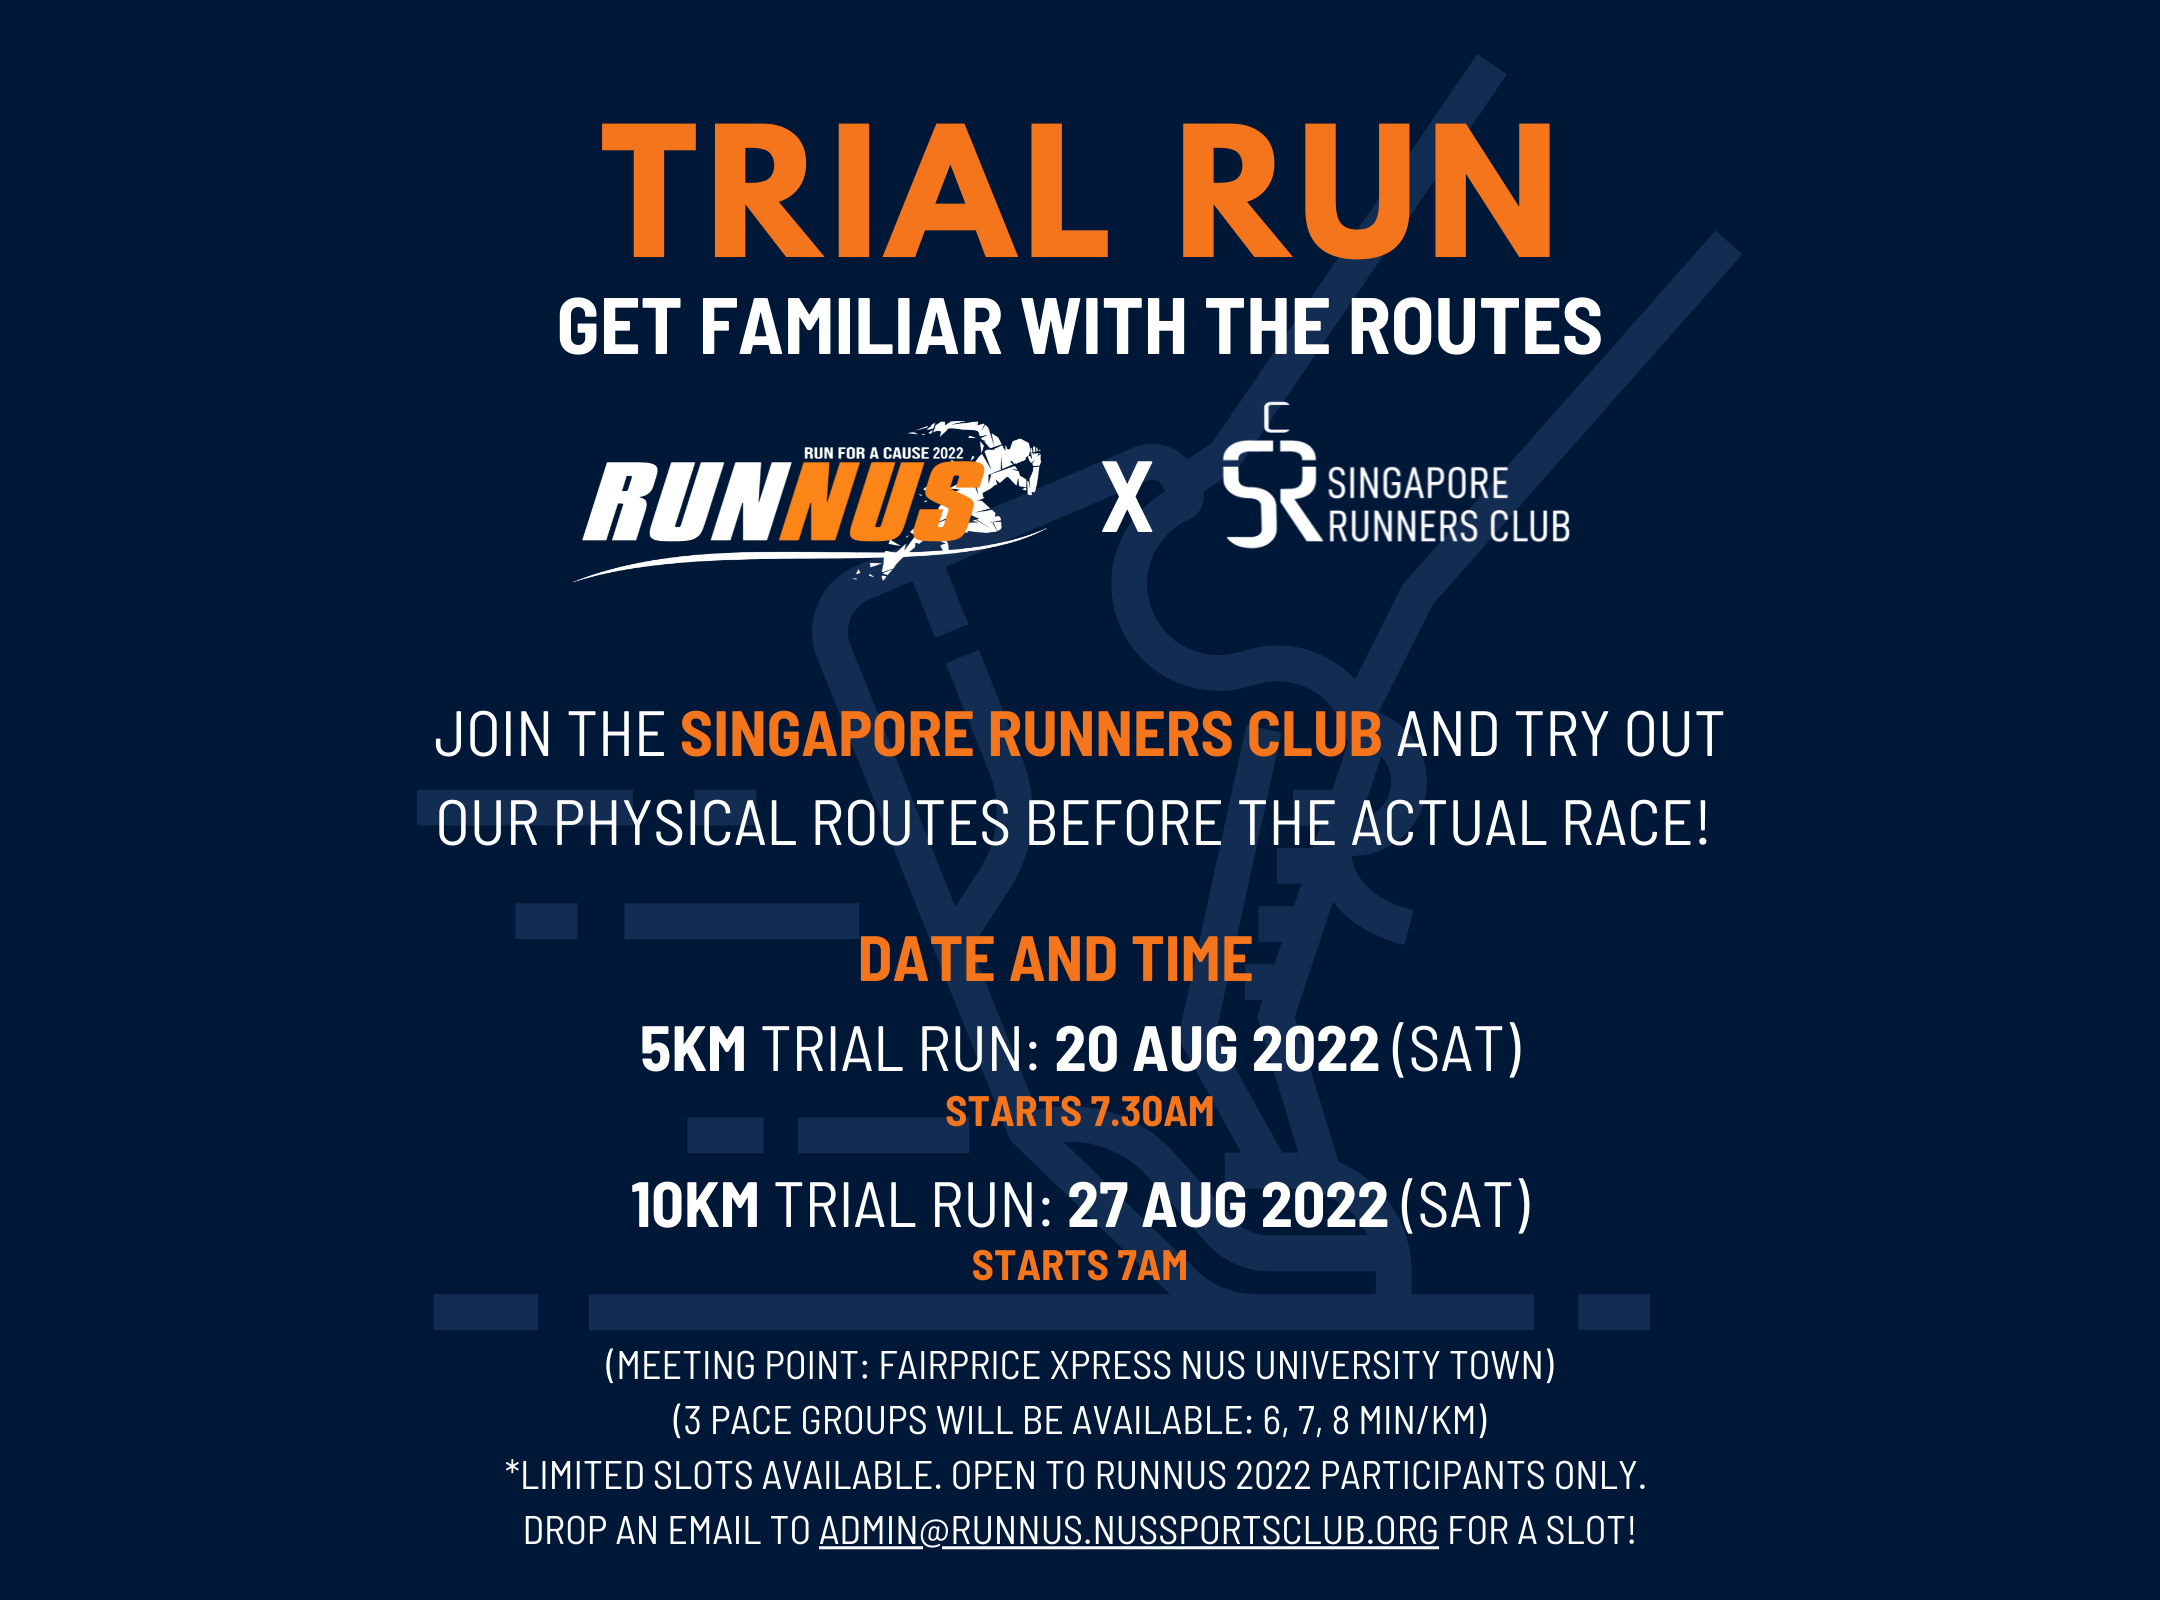 TRIAL RUN
GET FAMILIAR WITH THE ROUTES
RUN FOR A CAUSE 2022
RUNNUS
X
C
SR
SINGAPORE
RUNNERS CLUB
JOIN THE SINGAPORE RUNNERS CLUB AND TRY OUT
OUR PHYSICAL ROUTES BEFORE THE ACTUAL RACE!
DATE AND TIME
5KM TRIAL RUN: 20 AUG 2022 (SAT)
STARTS 7.30AM
10KM TRIAL RUN: 27 AUG 2022 (SAT)
STARTS 7AM
(MEETING POINT: FAIRPRICE XPRESS NUS UNIVERSITY TOWN)
(3 PACE GROUPS WILL BE AVAILABLE: 6, 7, 8 MIN/KM)
*LIMITED SLOTS AVAILABLE. OPEN TO RUNNUS 2022 PARTICIPANTS ONLY.
DROP AN EMAIL TO ADMIN@RUNNUS.NUSSPORTSCLUB.ORG FOR A SLOT!